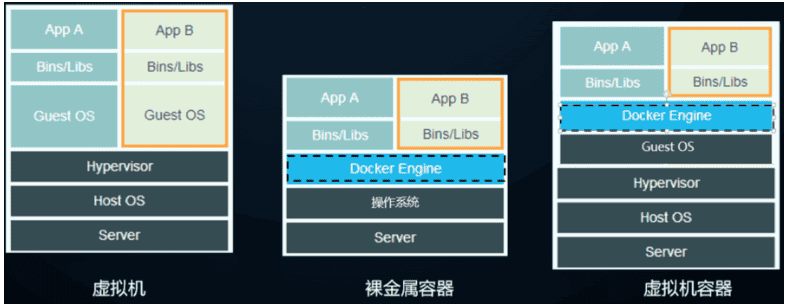 App A
App B
Bins/Libs
Bins/Libs
Guest OS
Guest OS
Hypervisor
Host OS
Server
虚拟机
App A
App B
Bins/Libs
Bins/Libs
Docker Engine
操作系统
Server
裸金属容器
App A
App B
Bins/Libs
Bins/Libs
Docker Engine
Guest OS
Hypervisor
Host OS
Server
虚拟机容器